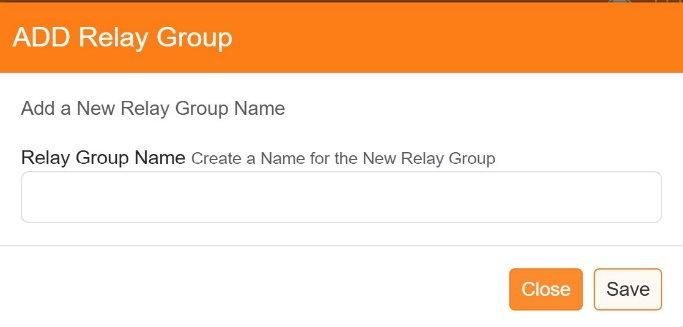 ADD Relay Group
Add a New Relay Group Name
Relay Group Name Create a Name for the New Relay Group
Close Save